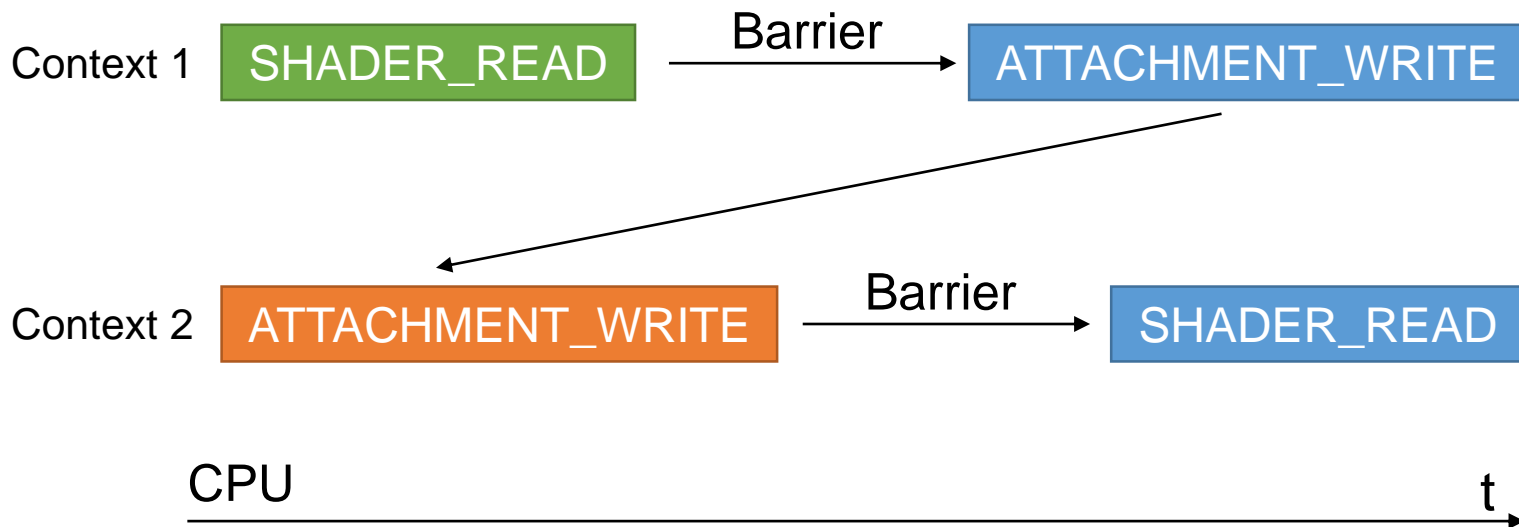 Barrier
Context 1 SHADER_READ ATTACHMENT_WRITE
Barrier
Context 2 ATTACHMENT_WRITE SHADER_READ
CPU t